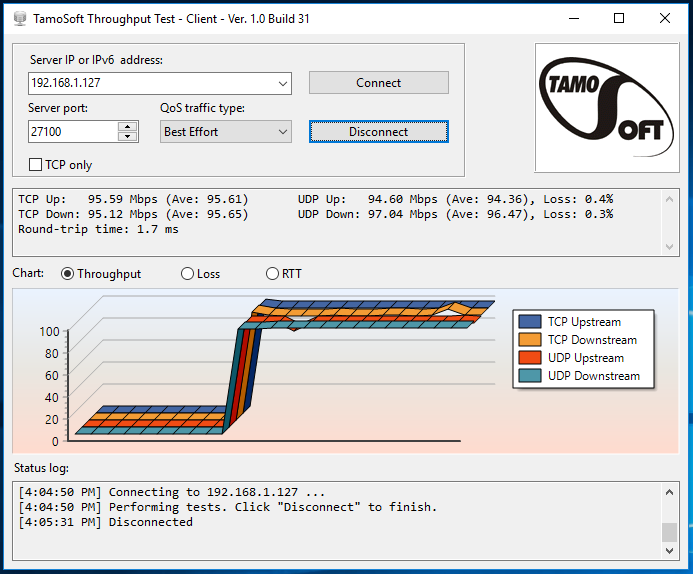 TamoSoft Throughput Test - Client - Ver. 1.0 Build 31
Server IP or IPv6 address:
192.168.1.127
Connect
Server port:
QoS traffic type:
27100
Best Effort
Disconnect
TCP only
TAMO
SOFT
TCP Up: 95.59 Mbps (Ave: 95.61) UDP Up: 94.60 Mbps (Ave: 94.36), Loss: 0.4%
TCP Down: 95.12 Mbps (Ave: 95.65) UDP Down: 97.04 Mbps (Ave: 96.47), Loss: 0.3%
Round-trip time: 1.7 ms
Chart: Throughput Loss RTT
100
80
60
40
20
0
TCP Upstream
TCP Downstream
UDP Upstream
UDP Downstream
Status log:
[4:04:50 PM] Connecting to 192.168.1.127 ...
[4:04:50 PM] Performing tests. Click "Disconnect" to finish.
[4:05:31 PM] Disconnected